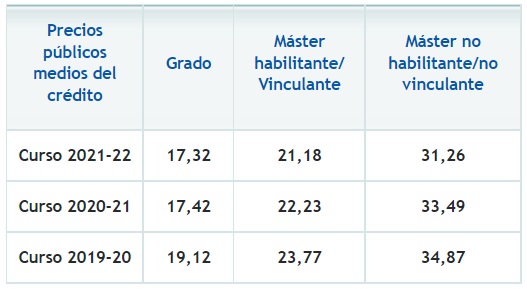 Precios
públicos
medios del
crédito
Grado
Máster
habilitante/
Vinculante
Máster no
habilitante/no
vinculante
Curso 2021-22 17,32 21,18 31,26
Curso 2020-21 17,42 22,23 33,49
Curso 2019-20 19,12 23,77 34,87